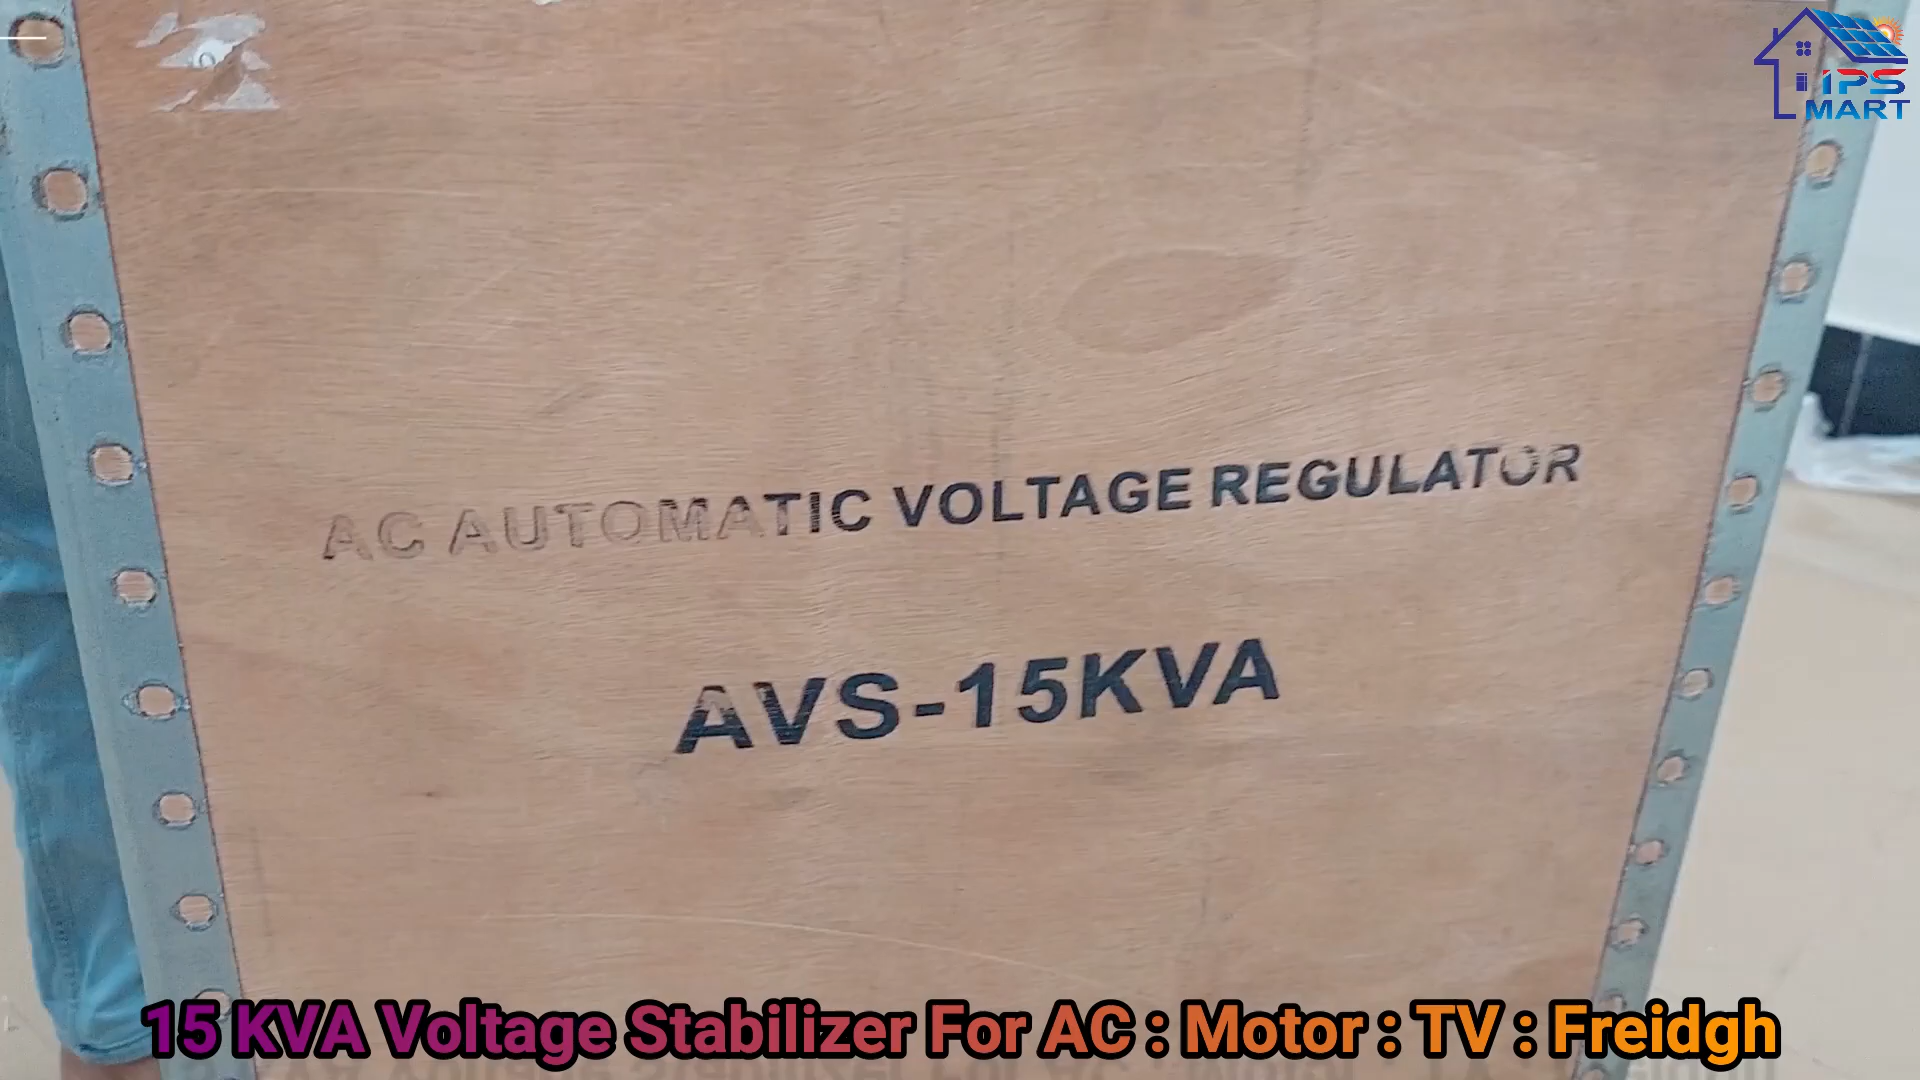 IPS
MART
AC AUTOMATIC VOLTAGE REGULATOR
AVS-15KVA
15 KVA Voltage Stabilizer For AC : Motor : TV : Freidgh